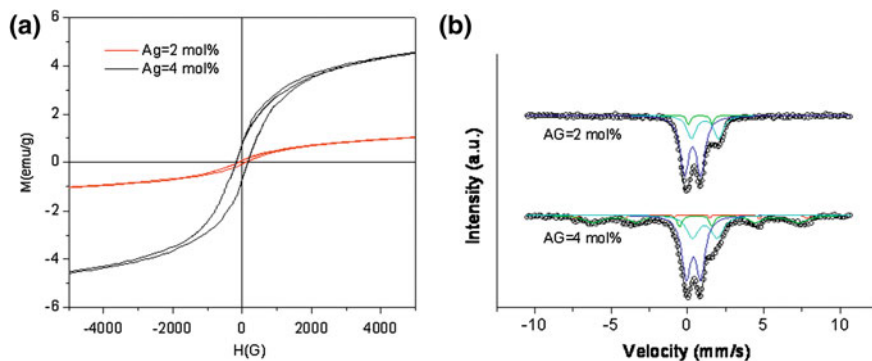 (a)
6
4
2
0
-2
-4
-6
M(emu/g)
Ag=2 mol%
Ag=4 mol%
-4000 -2000 0 2000 4000
H(G)
(b)
Intensity (a.u.)
AG=2 mol%
AG=4 mol%
-10 -5 0 5 10
Velocity (mm/s)